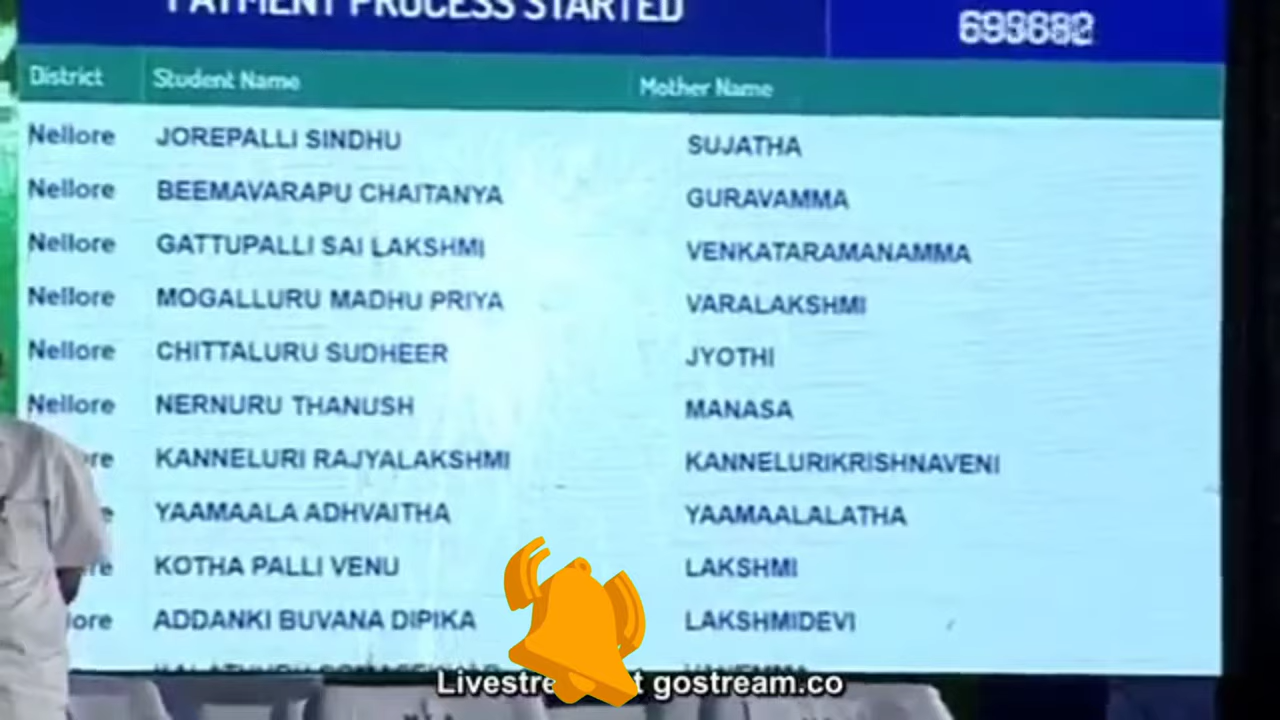 PAYMENT PROCESS STARTED
District Student Name Mother Name
Nellore JOREPALLI SINDHU SUJATHA
Nellore BEEMAVARAPU CHAITANYA GURAVAMMA
Nellore GATTUPALLI SAI LAKSHMI VENKATARAMANAMMA
Nellore MOGALLURU MADHU PRIYA VARALAKSHMI
Nellore CHITTALURU SUDHEER JYOTHI
Nellore NERNURU THANUSH MANASA
KANNELURI RAJYALAKSHMI KANNELURIKRISHNAVENI
YAAMAALA ADHVAITHA YAAMAALALATHA
KOTHA PALLI VENU LAKSHMI
ADDANKI BUVANA DIPIKA LAKSHMIDEVI
gostream.co